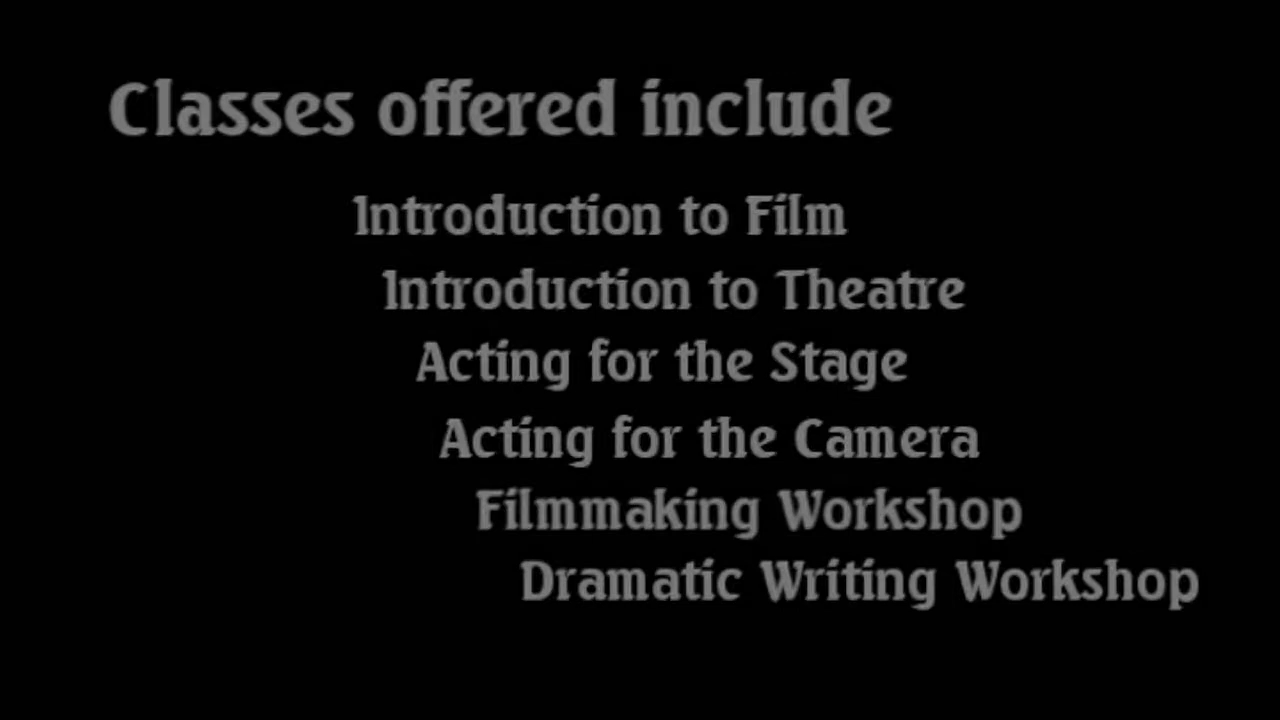 Classes offered include
Introduction to Film
Introduction to Theatre
Acting for the Stage
Acting for the Camera
Filmmaking Workshop
Dramatic Writing Workshop